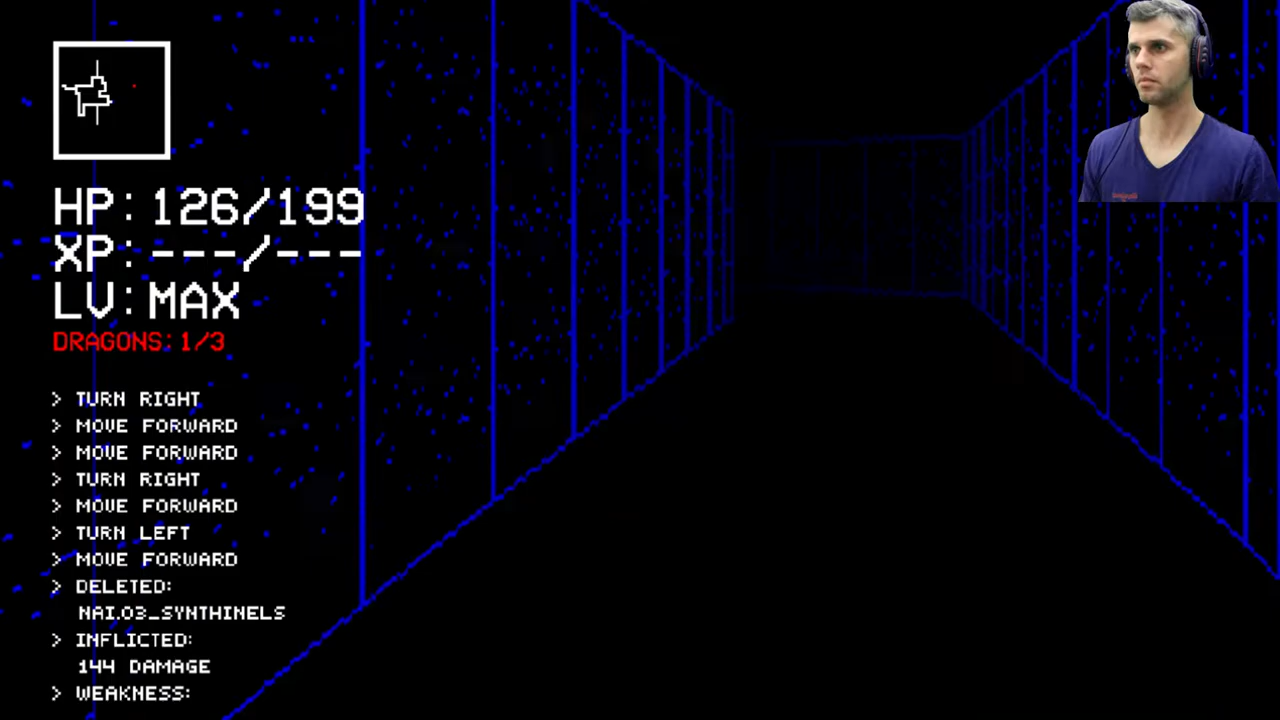 HP: 126/199
XP: ---/---
LV: MAX
DRAGONS: 1/3
> TURN RIGHT
> MOVE FORWARD
> MOVE FORWARD
> TURN RIGHT
> MOVE FORWARD
> TURN LEFT
> MOVE FORWARD
> DELETED:
NAI.03_SYNTHINELS
> INFLICTED:
144 DAMAGE
> WEAKNESS: